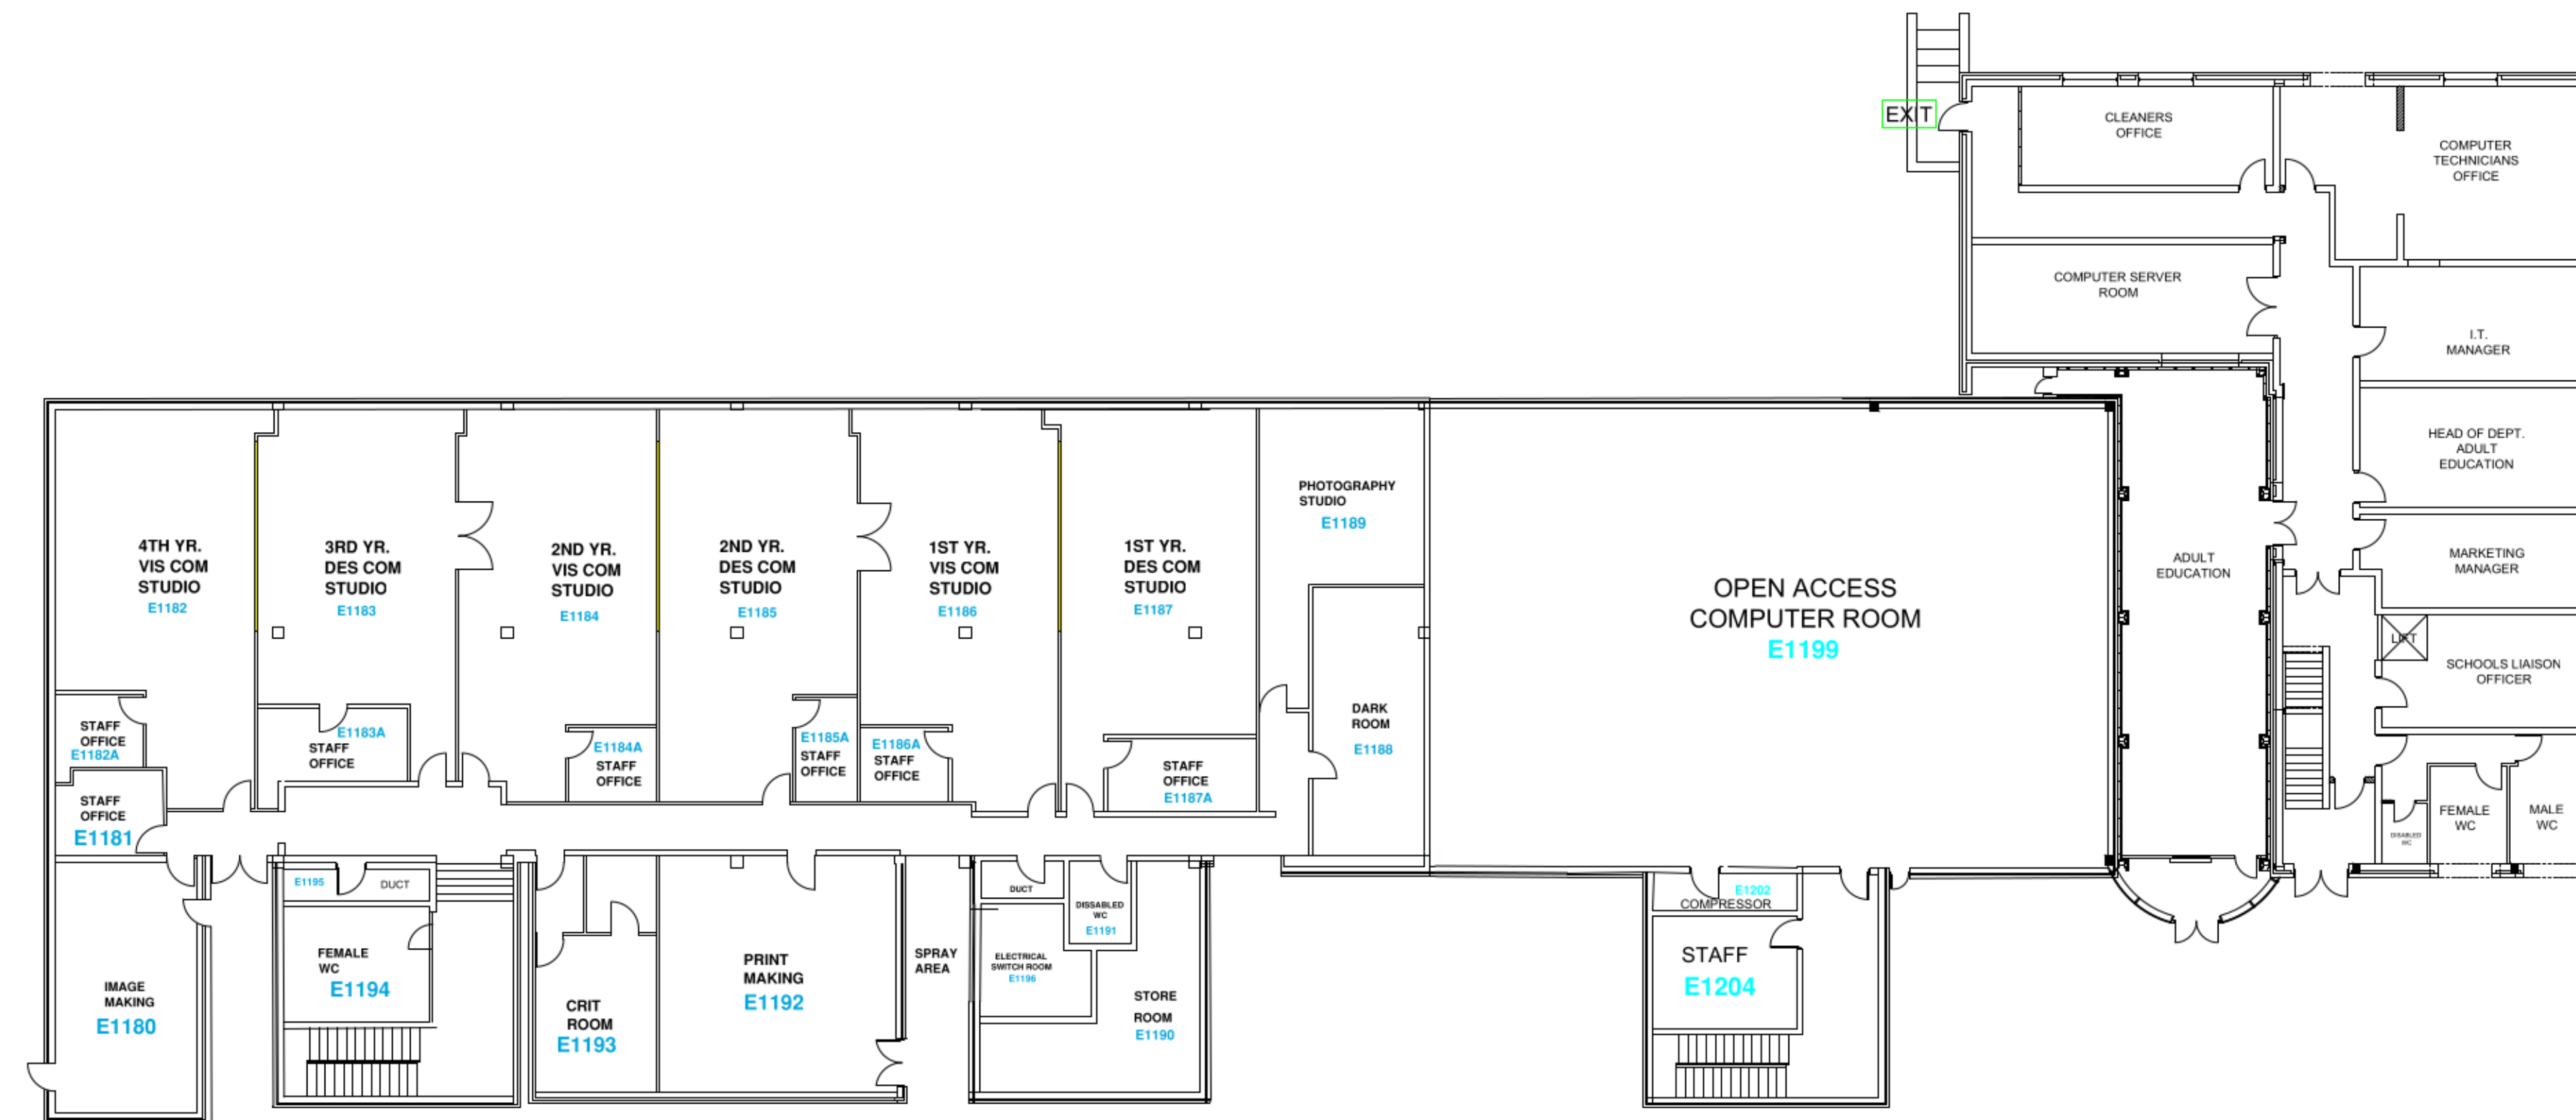 EXIT
CLEANERS
OFFICE
COMPUTER
TECHNICIANS
OFFICE
COMPUTER SERVER
ROOM
I.T.
MANAGER
HEAD OF DEPT.
ADULT
EDUCATION
MARKETING
MANAGER
ADULT
EDUCATION
LIFT
SCHOOLS LIAISON
OFFICER
DISABLED
WC
FEMALE
WC
MALE
WC
4TH YR.
VIS COM
STUDIO
E1182
3RD YR.
DES COM
STUDIO
E1183
2ND YR.
VIS COM
STUDIO
E1184
2ND YR.
DES COM
STUDIO
E1185
1ST YR.
VIS COM
STUDIO
E1186
1ST YR.
DES COM
STUDIO
E1187
PHOTOGRAPHY
STUDIO
E1189
DARK
ROOM
E1188
OPEN ACCESS
COMPUTER ROOM
E1199
STAFF
OFFICE
E1182A
E1183A
STAFF
OFFICE
E1184A
STAFF
OFFICE
E1185A
STAFF
OFFICE
E1186A
STAFF
OFFICE
STAFF
OFFICE
E1187A
STAFF
OFFICE
E1181
IMAGE
MAKING
E1180
E1195
DUCT
FEMALE
WC
E1194
CRIT
ROOM
E1193
PRINT
MAKING
E1192
SPRAY
AREA
DUCT
DISSABLED
WC
E1191
ELECTRICAL
SWITCH ROOM
E1196
STORE
ROOM
E1190
E1202
COMPRESSOR
STAFF
E1204